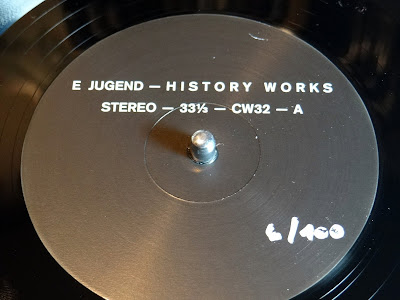 E JUGEND — HISTORY WORKS
STEREO — 33⅓ — CW32 — A
6/400